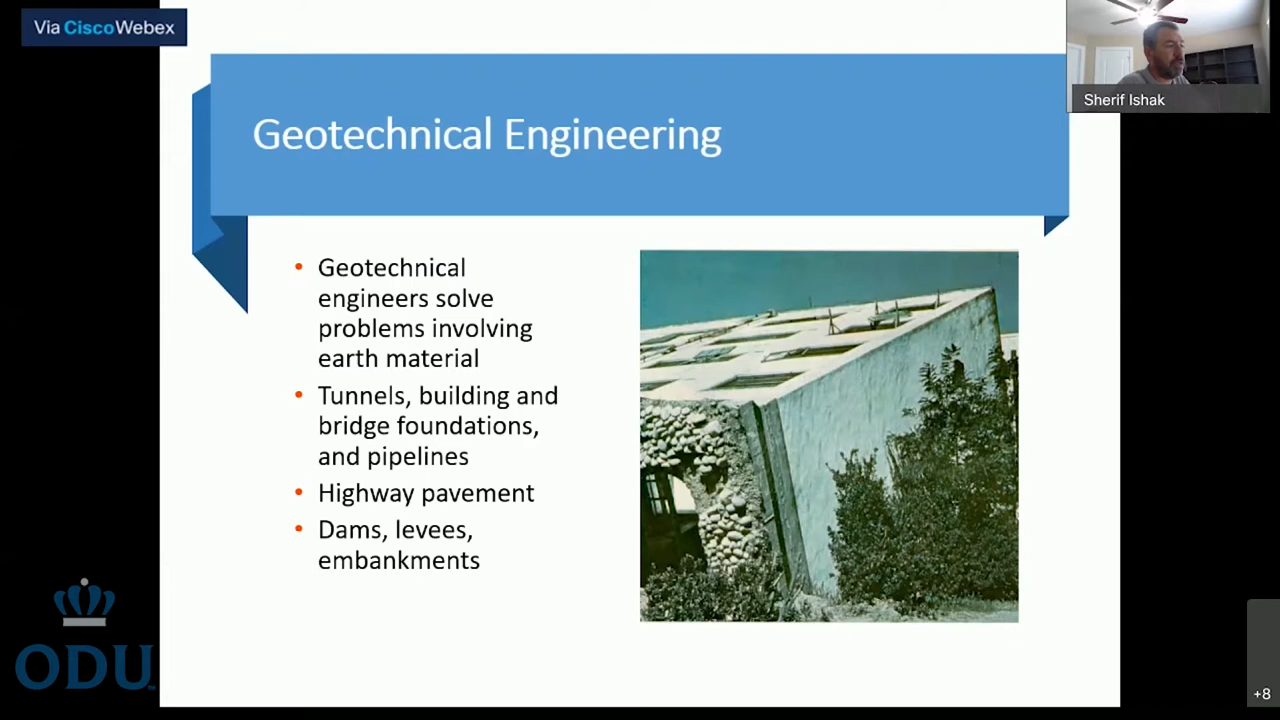 Via CiscoWebex
Sherif Ishak
Geotechnical Engineering
• Geotechnical
engineers solve
problems involving
earth material
• Tunnels, building and
bridge foundations,
and pipelines
• Highway pavement
• Dams, levees,
embankments
ODU
+8